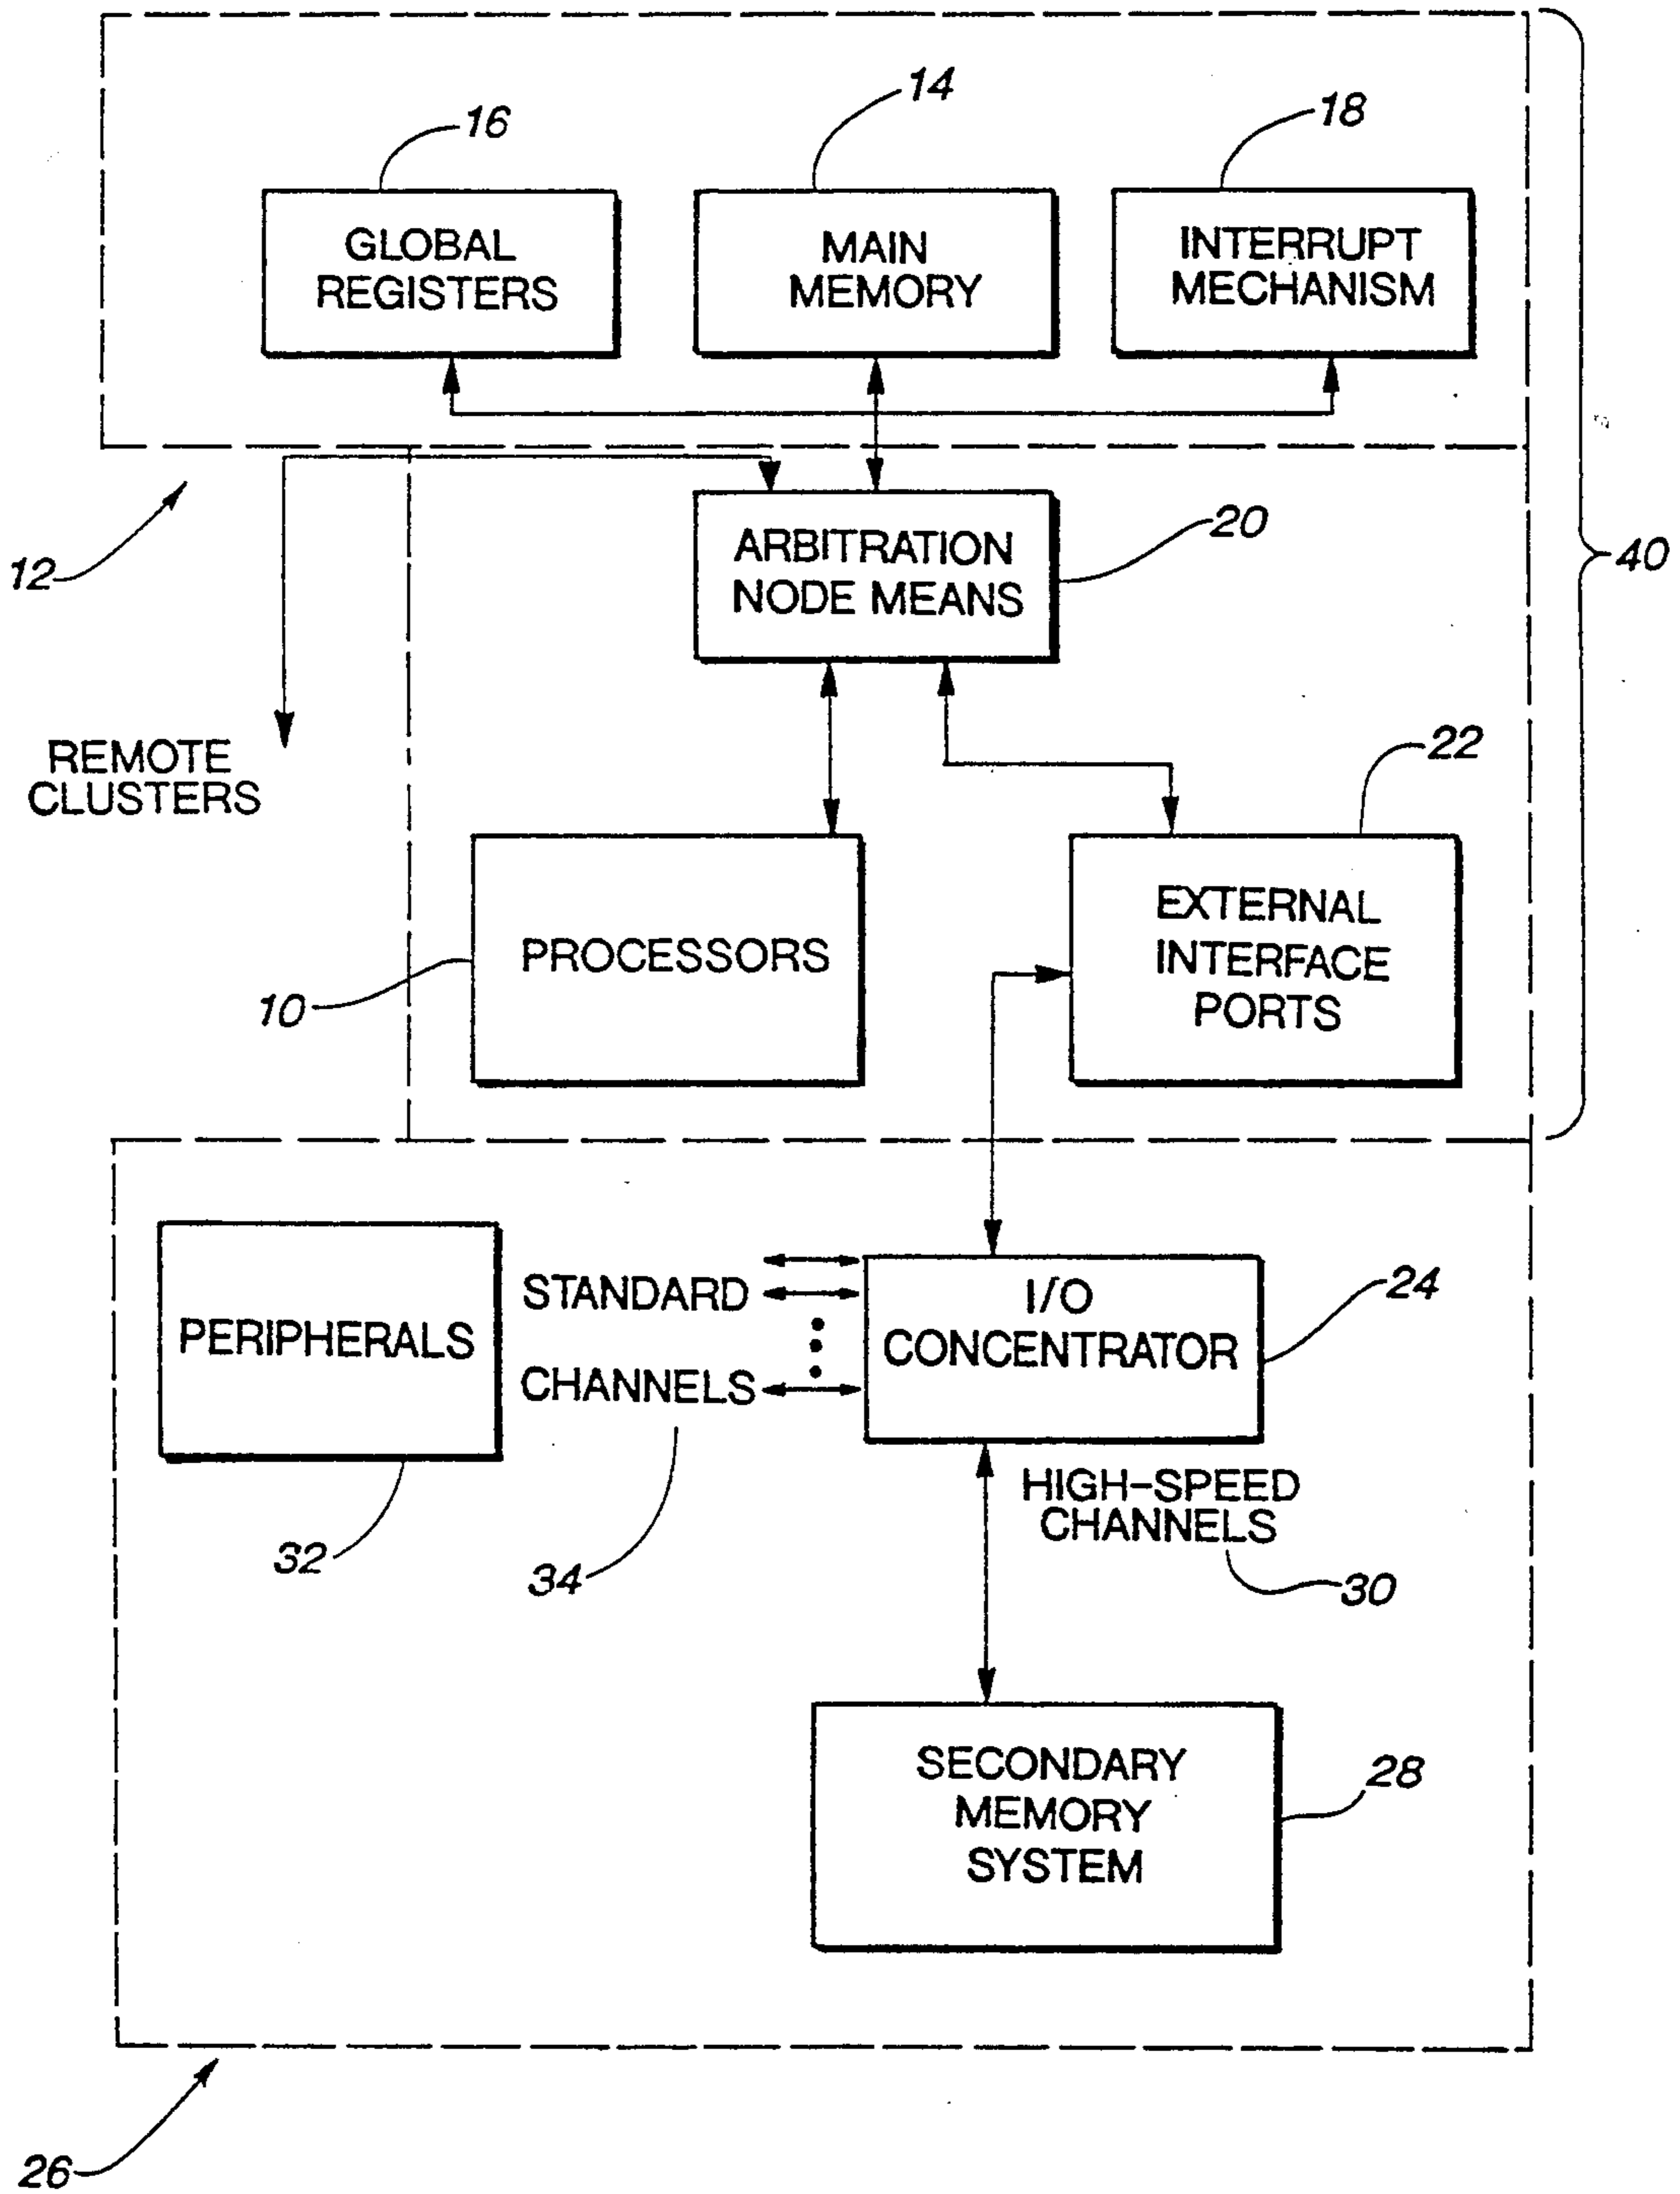 14
16
18
GLOBAL
REGISTERS
MAIN
MEMORY
INTERRUPT
MECHANISM
12
ARBITRATION
NODE MEANS
20
40
REMOTE
CLUSTERS
22
PROCESSORS
10
EXTERNAL
INTERFACE
PORTS
PERIPHERALS
32
STANDARD
CHANNELS
34
I/O
CONCENTRATOR
24
HIGH-SPEED
CHANNELS
30
SECONDARY
MEMORY
SYSTEM
28
26